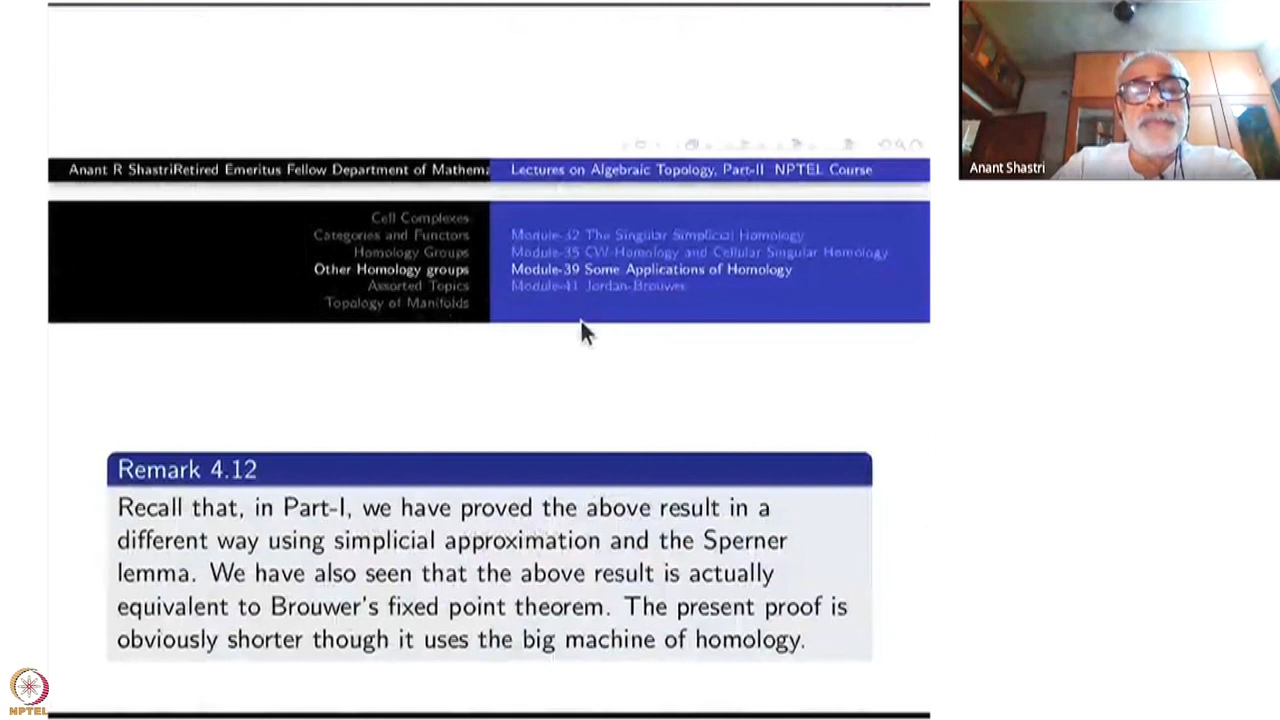 Anant R ShastriRetired Emeritus Fellow Department of Mathema
Lectures on Algebraic Topology, Part-II NPTEL Course
Cell Complexes
Categories and Functors
Homology Groups
Other Homology groups
Assorted Topics
Topology of Manifolds
Module-32 The Singular Simplicial Homology
Module-35 CW-Homology and Cellular Singular Homology
Module-39 Some Applications of Homology
Module-41 Jordan-Brouwer
Remark 4.12
Recall that, in Part-I, we have proved the above result in a
different way using simplicial approximation and the Sperner
lemma. We have also seen that the above result is actually
equivalent to Brouwer's fixed point theorem. The present proof is
obviously shorter though it uses the big machine of homology.
Anant Shastri
NPTEL